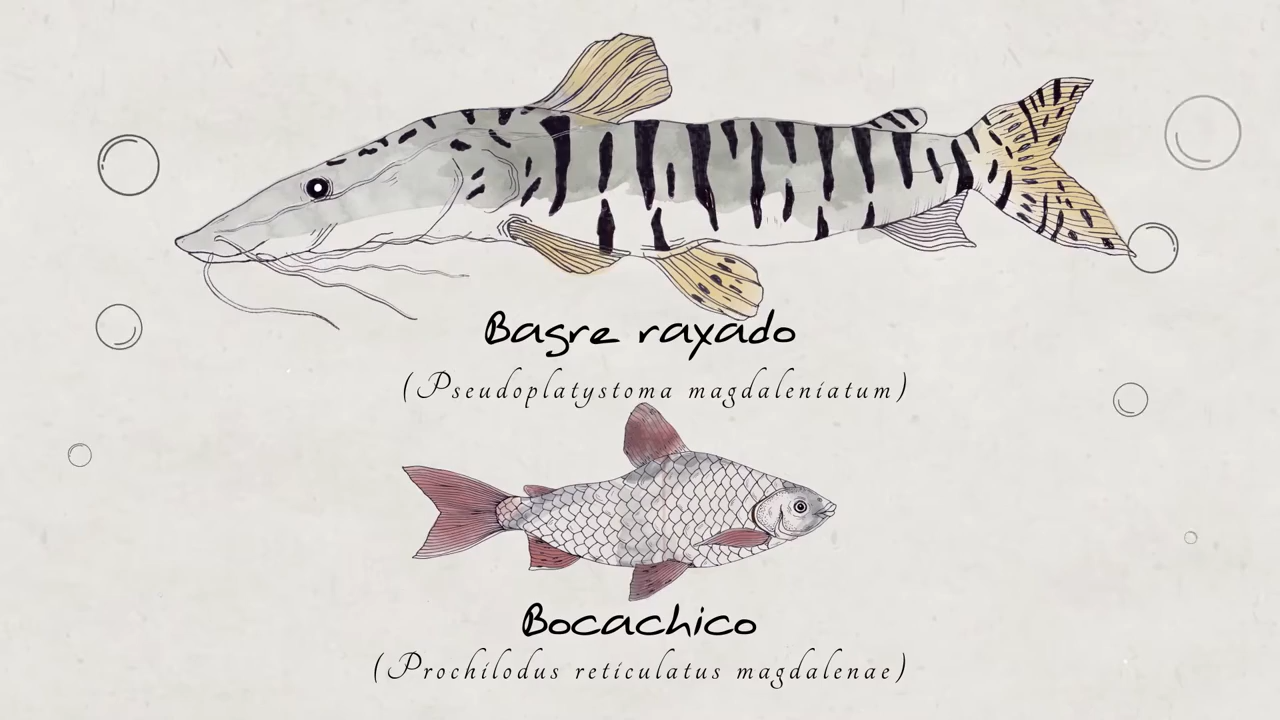 Bagre rayado
(Pseudoplatystoma magdaleniatum)
Bocachico
(Prochilodus reticulatus magdalenae)